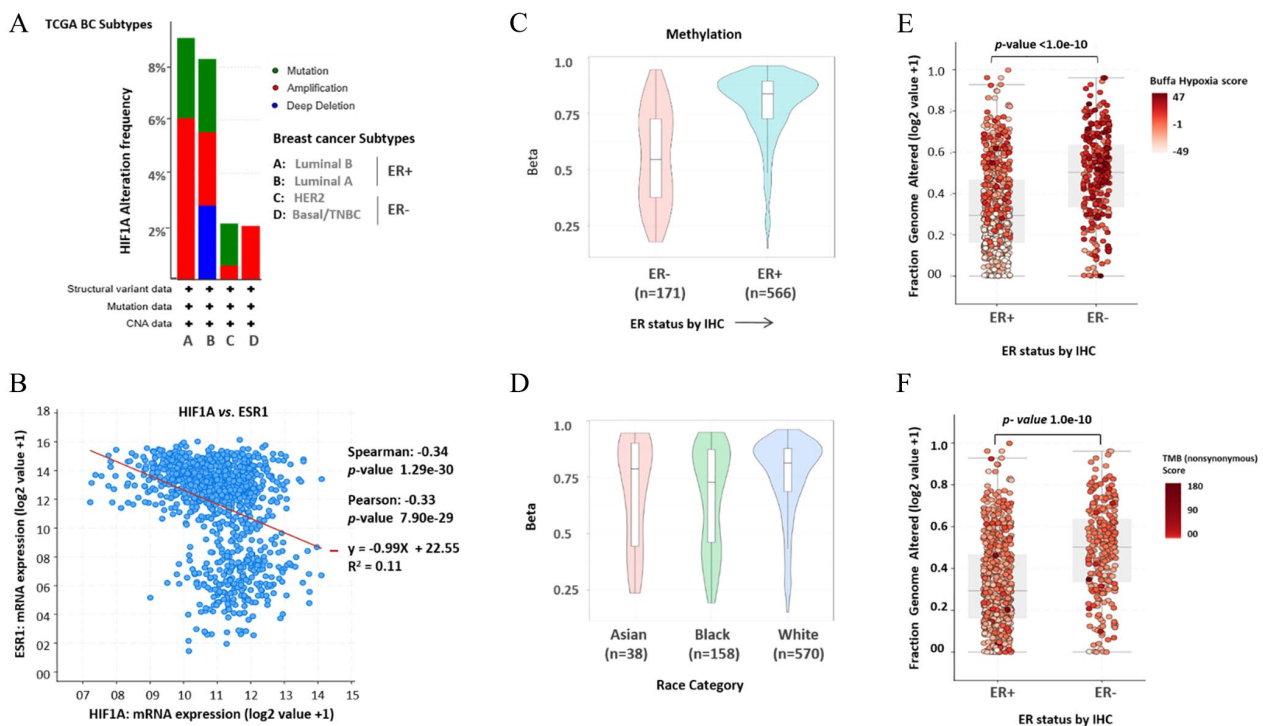 A
TCGA BC Subtypes
HIF1A Alteration frequency
8%
6%
4%
2%
Mutation
Amplification
Deep Deletion
Breast cancer Subtypes
A: Luminal B
B: Luminal A
ER+
C: HER2
D: Basal/TNBC
ER-
Structural variant data + + + +
Mutation data + + + +
CNA data + + + +
A B C D
B
HIF1A vs. ESR1
ESR1: mRNA expression (log2 value +1)
18
16
14
12
10
08
06
04
02
00
07 08 09 10 11 12 13 14 15
HIF1A: mRNA expression (log2 value +1)
Spearman: -0.34
p-value 1.29e-30
Pearson: -0.33
p-value 7.90e-29
y = -0.99X + 22.55
R² = 0.11
C
Methylation
Beta
1.0
0.75
0.5
0.25
ER- ER+
(n=171) (n=566)
ER status by IHC
D
Beta
1.0
0.75
0.5
0.25
Asian Black White
(n=38) (n=158) (n=570)
Race Category
E
p-value <1.0e-10
Fraction Genome Altered (log2 value +1)
1.0
0.8
0.6
0.4
0.2
00
ER+ ER-
ER status by IHC
Buffa Hypoxia score
47
-1
-49
F
p- value 1.0e-10
Fraction Genome Altered (log2 value +1)
1.0
0.8
0.6
0.4
0.2
00
ER+ ER-
ER status by IHC
TMB (nonsynonymous)
Score
180
90
00